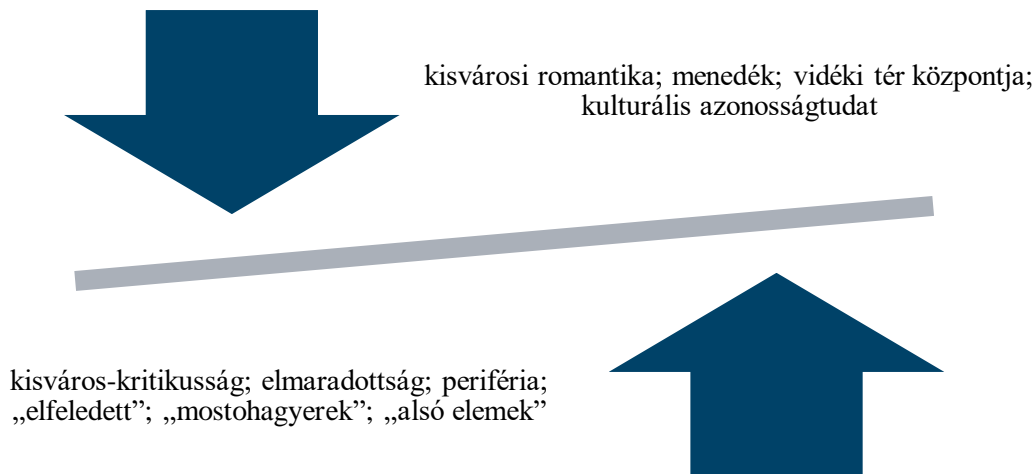 kisvárosi romantika; menedék; vidéki tér központja;
kulturális azonosságtudat
kisváros-kritikusság; elmaradottság; periféria;
„elfeledett”; „mostohagyerek”; „alsó elemek”